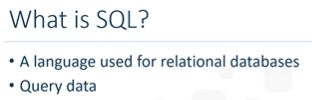 What is SQL?
• A language used for relational databases
• Query data